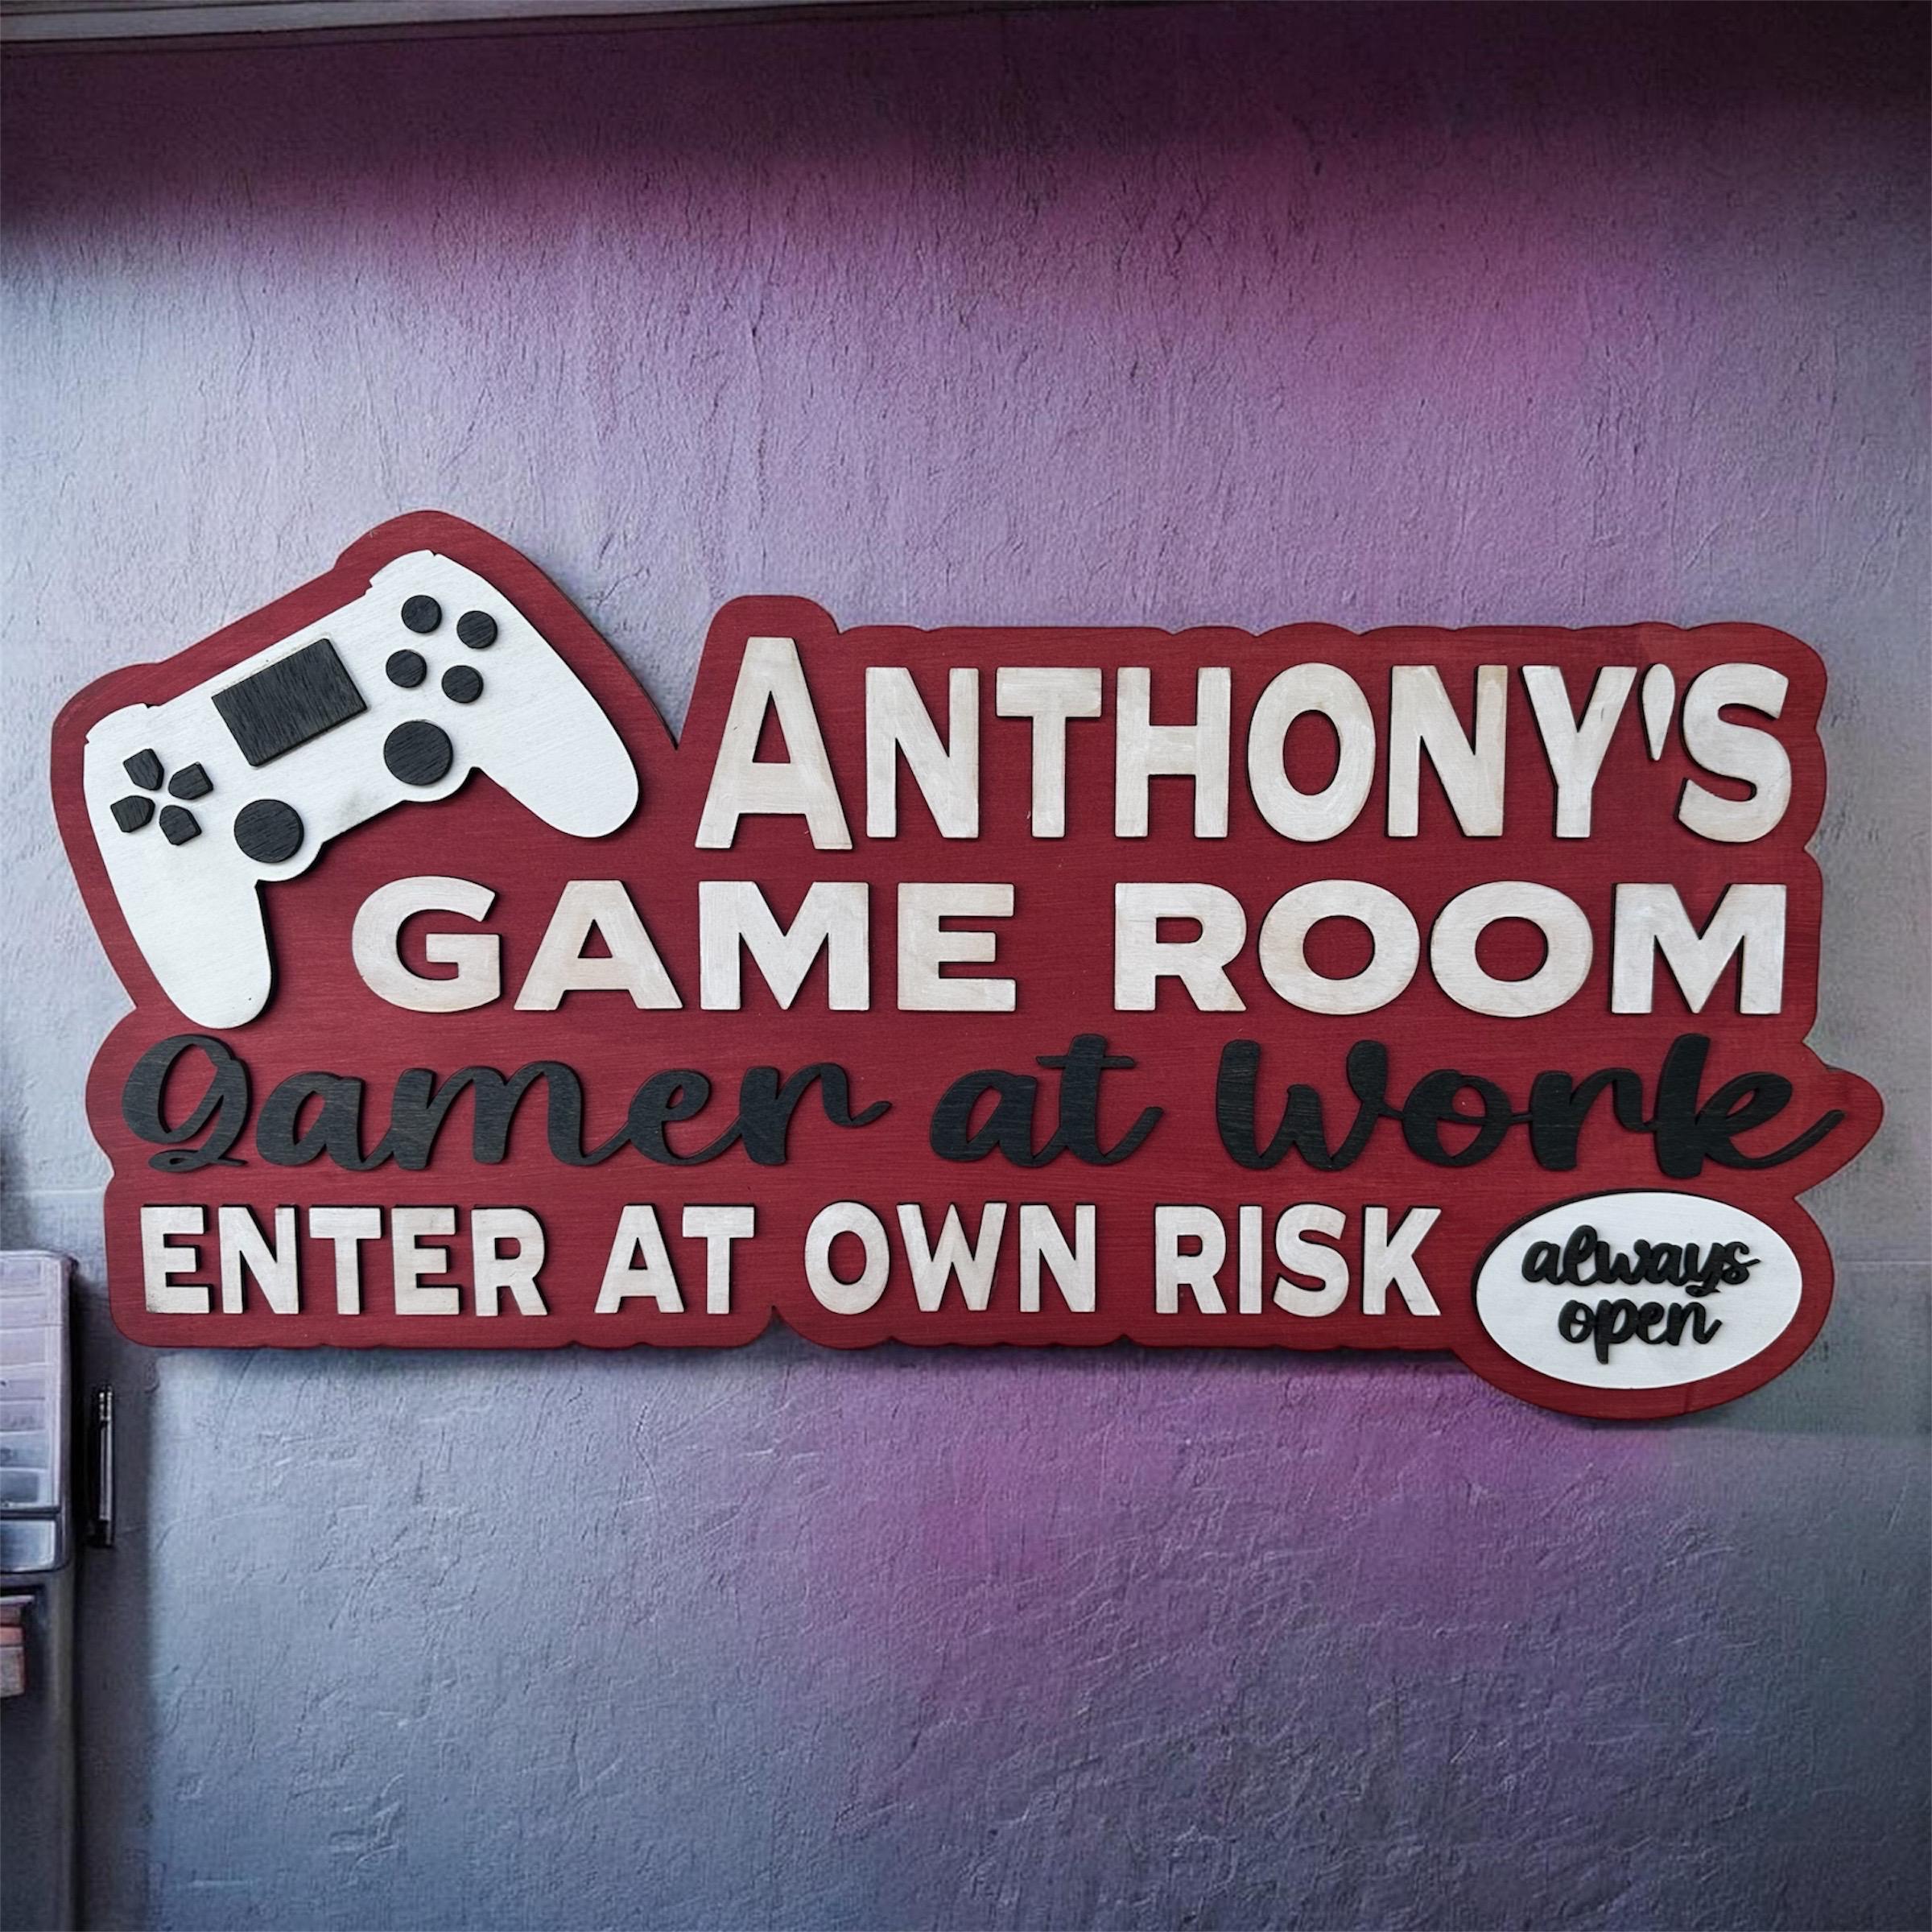 ANTHONY'S
GAME ROOM
Gamer at Work
ENTER AT OWN RISK
always
open